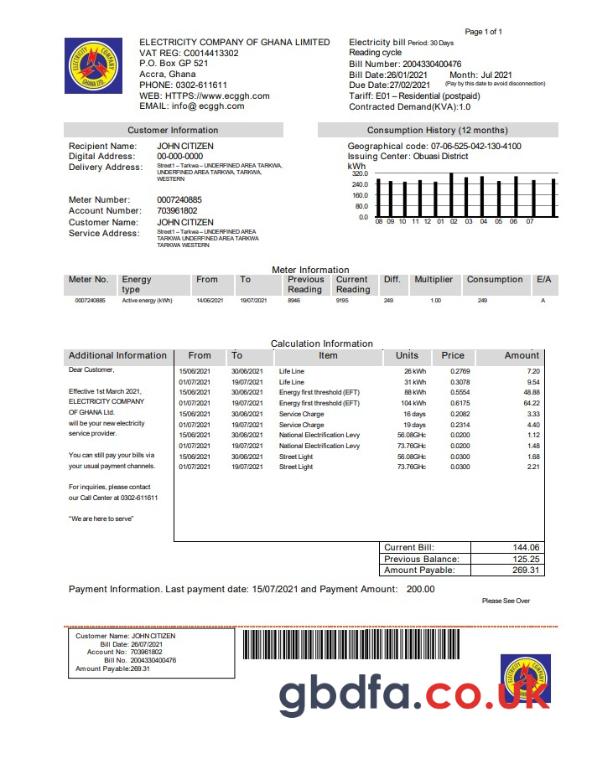 Page 1 of 1
ELECTRICITY COMPANY OF GHANA LIMITED
VAT REG: C0014413302
P.O. Box GP 521
Accra, Ghana
PHONE: 0302-611611
WEB: HTTPS://www.ecggh.com
EMAIL: info@ ecggh.com
Electricity bill Period: 30 Days
Reading cycle
Bill Number: 2004330400476
Bill Date:26/01/2021 Month: Jul 2021
Due Date:27/02/2021 (Pay by this date to avoid disconnection)
Tariff: E01 – Residential (postpaid)
Contracted Demand(KVA):1.0
Customer Information
Recipient Name: JOHN CITIZEN
Digital Address: 00-000-0000
Delivery Address: Street1 – Tarkwa – UNDERFINED AREA TARKWA,
UNDERFINED AREA TARKWA, TARKWA,
WESTERN
Meter Number: 0007240885
Account Number: 703961802
Customer Name: JOHN CITIZEN
Service Address: Street1 – Tarkwa – UNDERFINED AREA
TARKWA UNDERFINED AREA TARKWA
TARKWA WESTERN
Consumption History (12 months)
Geographical code: 07-06-525-042-130-4100
Issuing Center: Obuasi District
kWh
320.0
240.0
160.0
80.0
0.0
08 09 10 11 12 01 02 03 04 05 06 07
Meter Information
Meter No. Energy type From To Previous Reading Current Reading Diff. Multiplier Consumption E/A
0007240885 Active energy (kWh) 14/06/2021 19/07/2021 8946 9195 249 1.00 249 A
Calculation Information
Additional Information From To Item Units Price Amount
Dear Customer,
Effective 1st March 2021,
ELECTRICITY COMPANY
OF GHANA Ltd.
will be your new electricity
service provider.
You can still pay your bills via
your usual payment channels.
For inquiries, please contact
our Call Center at 0302-611611
"We are here to serve"
15/06/2021 30/06/2021 Life Line 26 kWh 0.2769 7.20
01/07/2021 19/07/2021 Life Line 31 kWh 0.3078 9.54
15/06/2021 30/06/2021 Energy first threshold (EFT) 88 kWh 0.5554 48.88
01/07/2021 19/07/2021 Energy first threshold (EFT) 104 kWh 0.6175 64.22
15/06/2021 30/06/2021 Service Charge 16 days 0.2082 3.33
01/07/2021 19/07/2021 Service Charge 19 days 0.2314 4.40
15/06/2021 30/06/2021 National Electrification Levy 56.08GHc 0.0200 1.12
01/07/2021 19/07/2021 National Electrification Levy 73.76GHc 0.0200 1.48
15/06/2021 30/06/2021 Street Light 56.08GHc 0.0300 1.68
01/07/2021 19/07/2021 Street Light 73.76GHc 0.0300 2.21
Current Bill: 144.06
Previous Balance: 125.25
Amount Payable: 269.31
Payment Information. Last payment date: 15/07/2021 and Payment Amount: 200.00
Please See Over
Customer Name: JOHN CITIZEN
Bill Date: 26/07/2021
Account No: 703961802
Bill No. 2004330400476
Amount Payable:269.31
gbdfa.co.uk